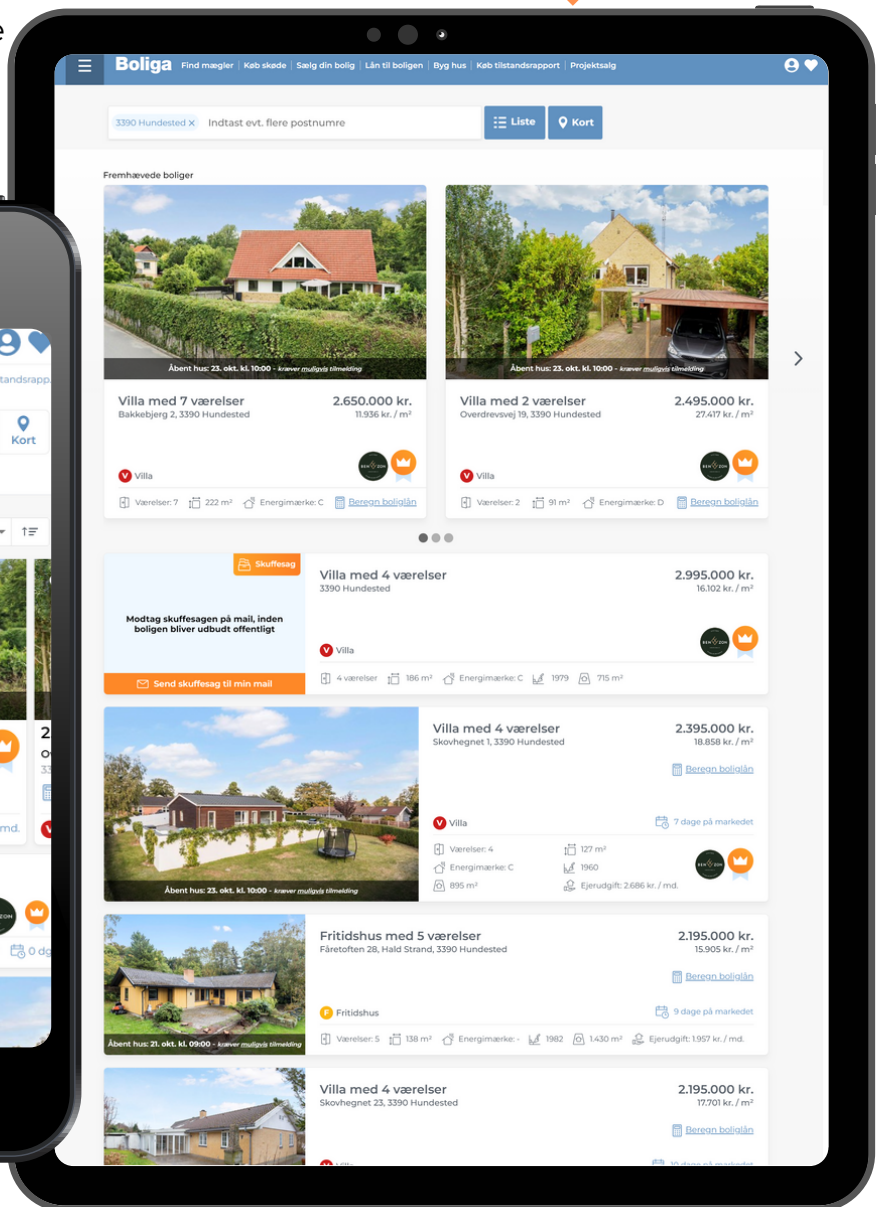 e
Boliga
Find mægler | Køb skøde | Sælg din bolig | Lån til boligen | Byg hus | Køb tilstandsrapport | Projektsalg
3390 Hundested × Indtast evt. flere postnumre
Liste
Kort
Fremhævede boliger
Åbent hus: 23. okt. kl. 10:00 - kræver muligvis tilmelding
Villa med 7 værelser 2.650.000 kr.
Bakkebjerg 2, 3390 Hundested 11.936 kr. / m²
V Villa
Værelser: 7 222 m² Energimærke: C Beregn boliglån
Åbent hus: 23. okt. kl. 10:00 - kræver muligvis tilmelding
Villa med 2 værelser 2.495.000 kr.
Overdrevsvej 19, 3390 Hundested 27.417 kr. / m²
V Villa
Værelser: 2 91 m² Energimærke: D Beregn boliglån
Skuffesag
Modtag skuffesagen på mail, inden
boligen bliver udbudt offentligt
Send skuffesag til min mail
Villa med 4 værelser 2.995.000 kr.
3390 Hundested 16.102 kr. / m²
V Villa
4 værelser 186 m² Energimærke: C 1979 715 m²
Åbent hus: 23. okt. kl. 10:00 - kræver muligvis tilmelding
Villa med 4 værelser 2.395.000 kr.
Skovhegnet 1, 3390 Hundested 18.858 kr. / m²
Beregn boliglån
V Villa 7 dage på markedet
Værelser: 4 127 m²
Energimærke: C 1960
895 m² Ejerudgift: 2.686 kr. / md.
Åbent hus: 21. okt. kl. 09:00 - kræver muligvis tilmelding
Fritidshus med 5 værelser 2.195.000 kr.
Fåretoften 28, Hald Strand, 3390 Hundested 15.905 kr. / m²
Beregn boliglån
F Fritidshus 9 dage på markedet
Værelser: 5 138 m² Energimærke: - 1982 1.430 m² Ejerudgift: 1.957 kr. / md.
Villa med 4 værelser 2.195.000 kr.
Skovhegnet 23, 3390 Hundested 17.701 kr. / m²
Beregn boliglån
10 dage på markedet
tandsrapp.
Kort
2
md.
0 dg